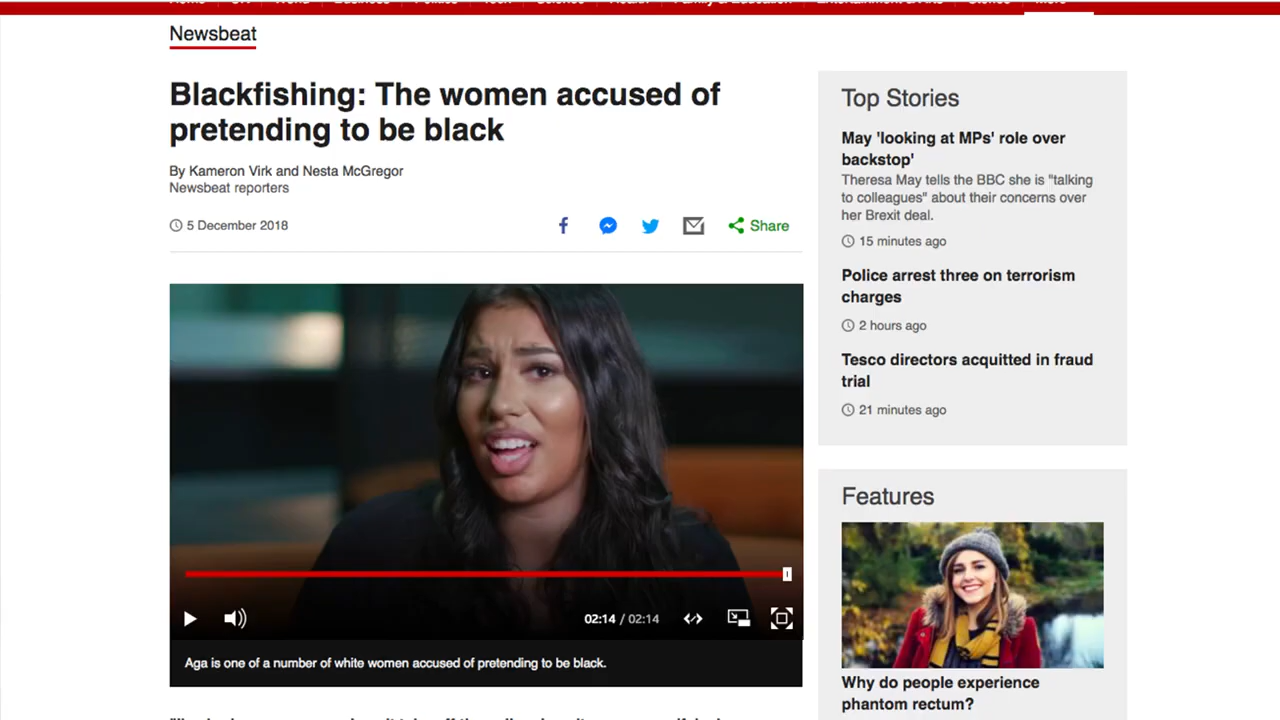 Newsbeat
Blackfishing: The women accused of
pretending to be black
By Kameron Virk and Nesta McGregor
Newsbeat reporters
5 December 2018
Share
02:14 / 02:14
Aga is one of a number of white women accused of pretending to be black.
Top Stories
May 'looking at MPs' role over
backstop'
Theresa May tells the BBC she is "talking
to colleagues" about their concerns over
her Brexit deal.
15 minutes ago
Police arrest three on terrorism
charges
2 hours ago
Tesco directors acquitted in fraud
trial
21 minutes ago
Features
Why do people experience
phantom rectum?